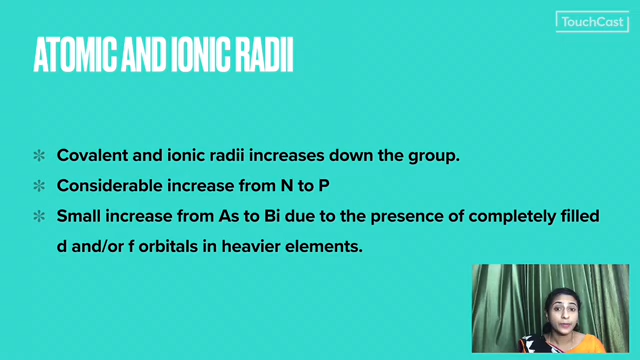 TouchCast
ATOMIC AND IONIC RADII
Covalent and ionic radii increases down the group.
Considerable increase from N to P
Small increase from As to Bi due to the presence of completely filled
d and/or f orbitals in heavier elements.